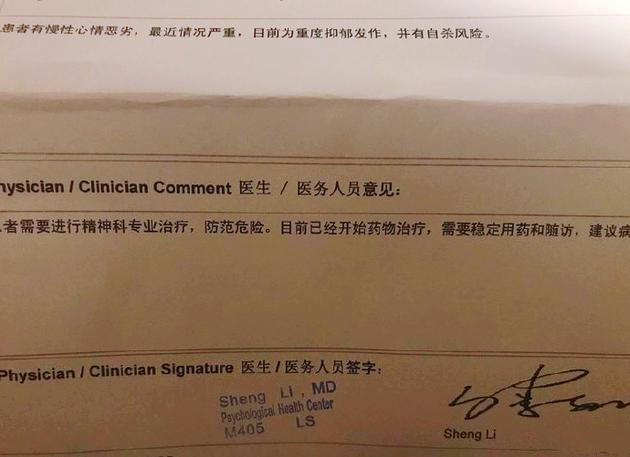 患者有慢性心情恶劣，最近情况严重，目前为重度抑郁发作，并有自杀风险。
hysician / Clinician Comment 医生 / 医务人员意见：
者需要进行精神科专业治疗，防范危险。目前已经开始药物治疗，需要稳定用药和随访，建议病
Physician / Clinician Signature 医生 / 医务人员签字：
Sheng LI, MD
Psychological Health Center
M405 LS
Sheng Li